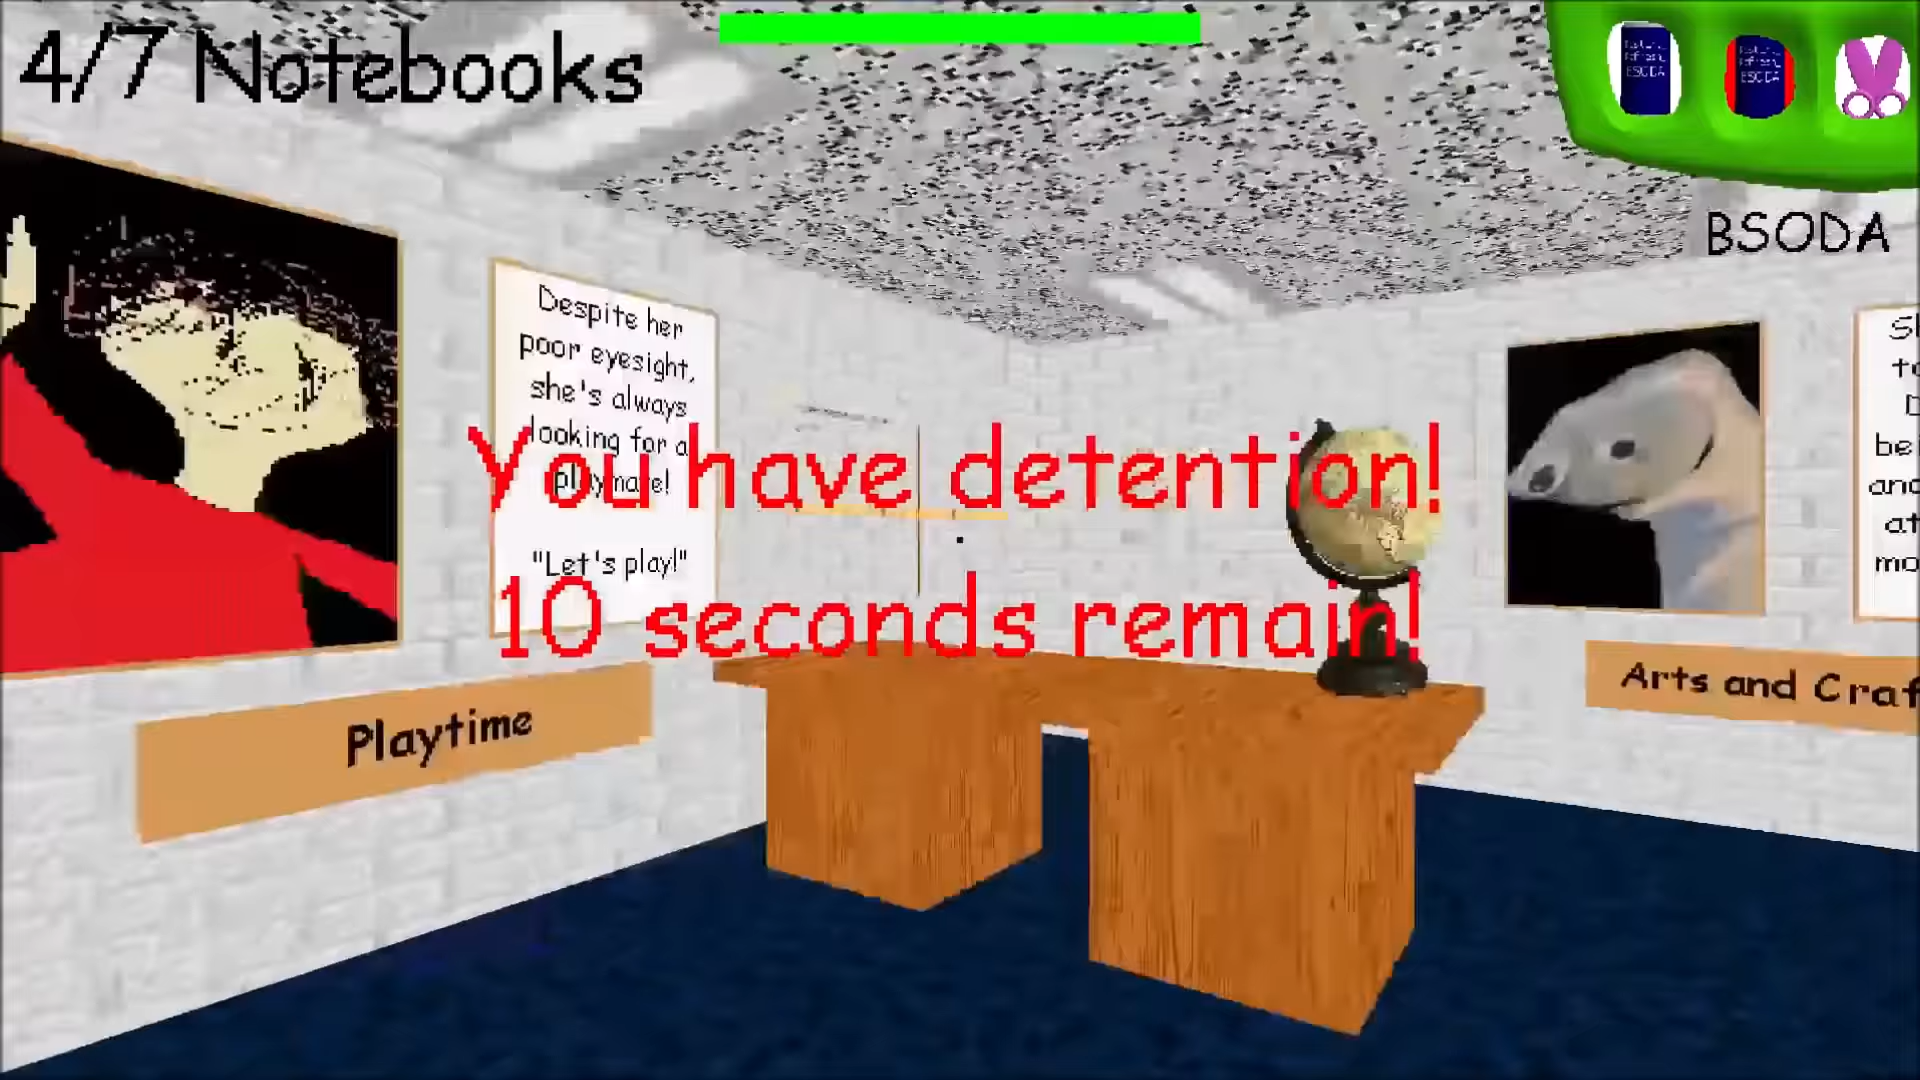 4/7 Notebooks
BSODA
Despite her
poor eyesight,
she's always
looking for a
playmate!
"Let's play!"
You have detention!
10 seconds remain!
Playtime
Arts and Craf